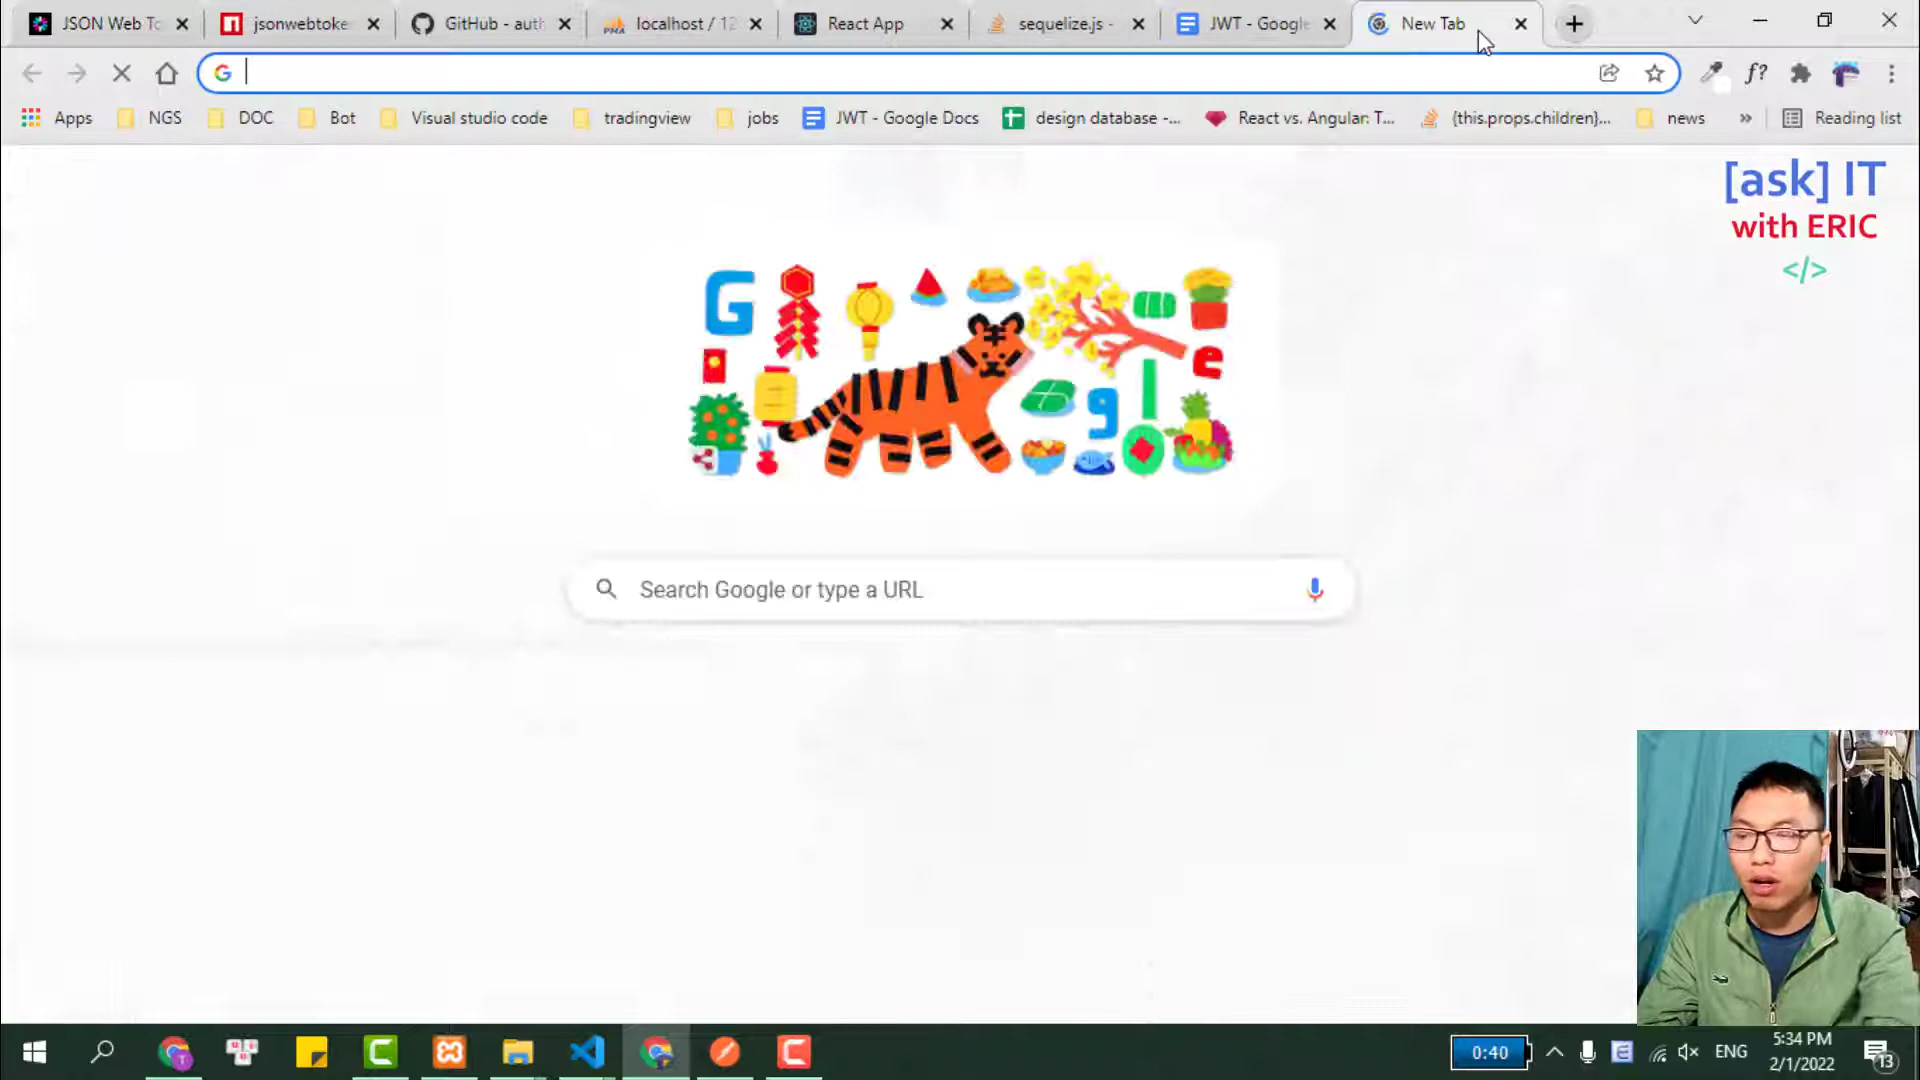 JSON Web To
jsonwebtoke
GitHub - auth
localhost / 12
React App
sequelize.js -
JWT - Google
New Tab
f?
Apps
NGS
DOC
Bot
Visual studio code
tradingview
jobs
JWT - Google Docs
design database -...
React vs. Angular: T...
{this.props.children}...
news
»
Reading list
[ask] IT
with ERIC
</>
G
g
l
e
Search Google or type a URL
0:40
ENG
5:34 PM
2/1/2022
13